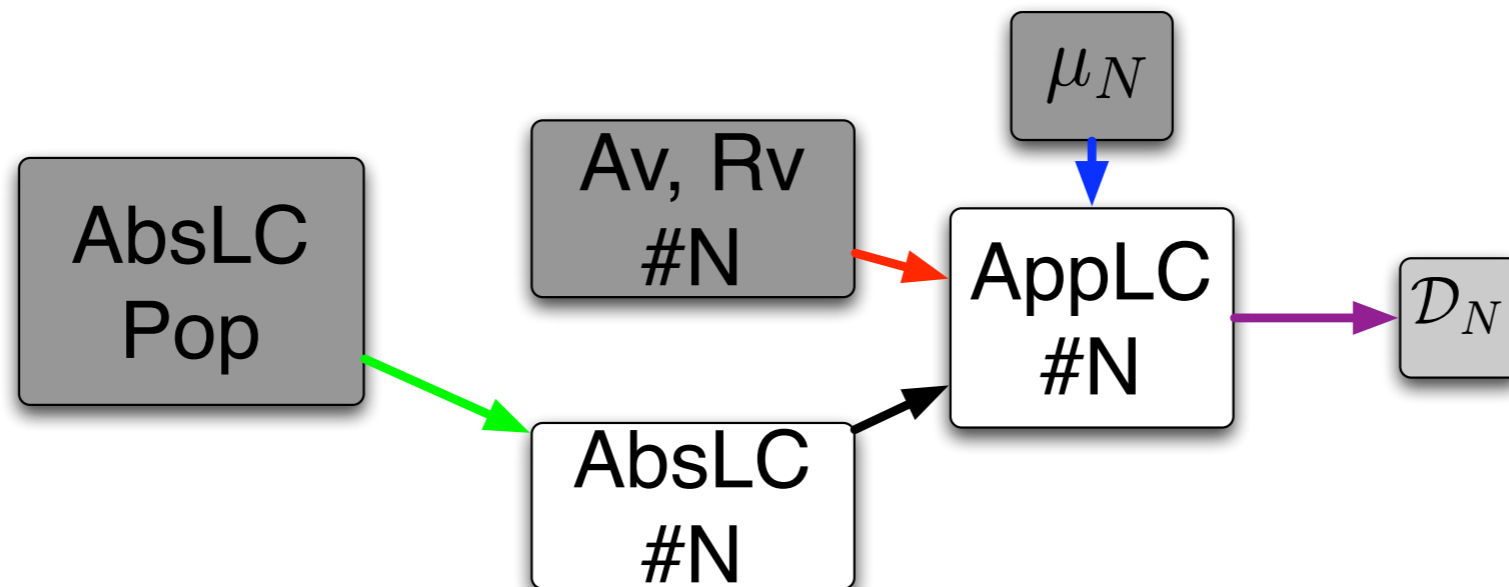 μ_N
Av, Rv
#N
AbsLC
Pop
AppLC
#N
𝒟_N
AbsLC
#N